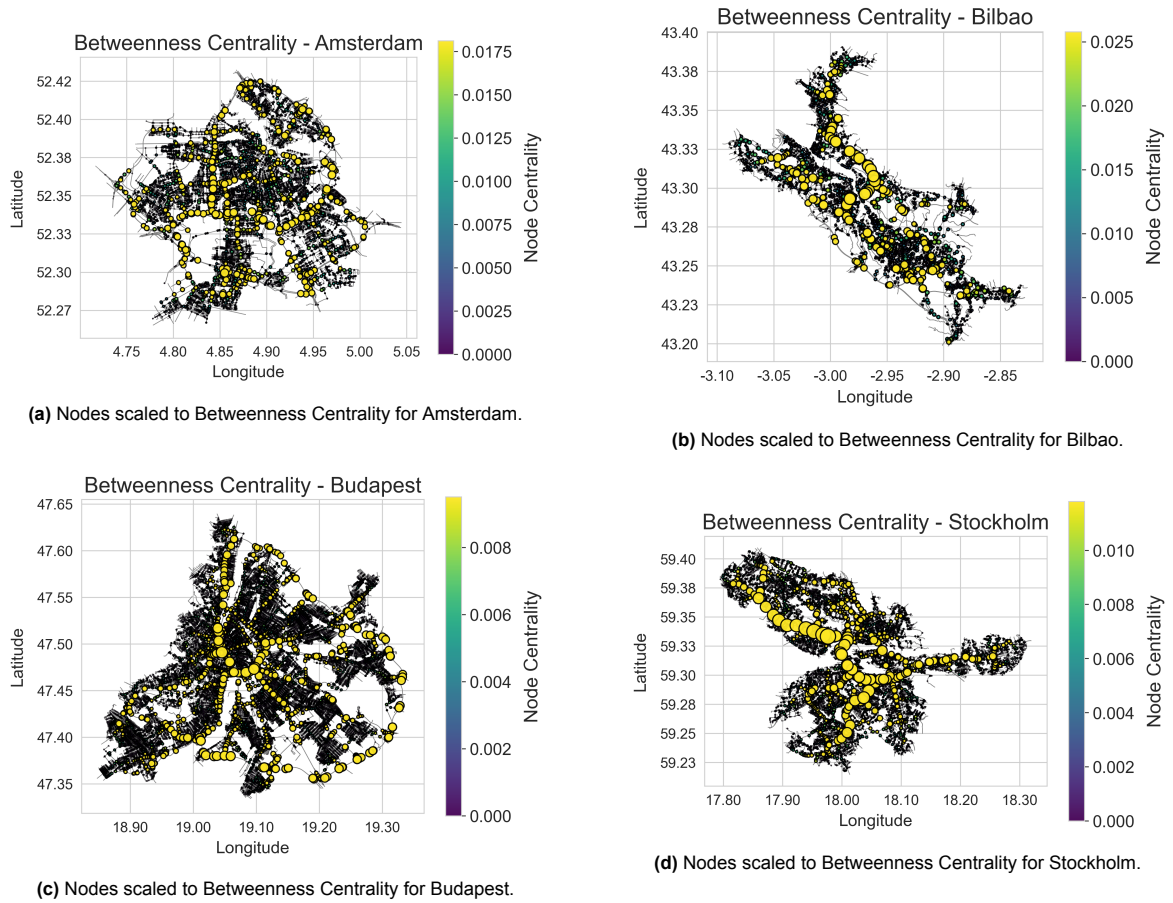 Betweenness Centrality - Amsterdam
52.42
52.40
52.38
52.35
52.33
52.30
52.27
Latitude
4.75 4.80 4.85 4.90 4.95 5.00 5.05
Longitude
0.0175
0.0150
0.0125
0.0100
0.0075
0.0050
0.0025
0.0000
Node Centrality
(a) Nodes scaled to Betweenness Centrality for Amsterdam.
Betweenness Centrality - Bilbao
43.40
43.38
43.35
43.33
43.30
43.28
43.25
43.23
43.20
Latitude
-3.10 -3.05 -3.00 -2.95 -2.90 -2.85
Longitude
0.025
0.020
0.015
0.010
0.005
0.000
Node Centrality
(b) Nodes scaled to Betweenness Centrality for Bilbao.
Betweenness Centrality - Budapest
47.65
47.60
47.55
47.50
47.45
47.40
47.35
Latitude
18.90 19.00 19.10 19.20 19.30
Longitude
0.008
0.006
0.004
0.002
0.000
Node Centrality
(c) Nodes scaled to Betweenness Centrality for Budapest.
Betweenness Centrality - Stockholm
59.40
59.38
59.35
59.33
59.30
59.28
59.25
59.23
Latitude
17.80 17.90 18.00 18.10 18.20 18.30
Longitude
0.010
0.008
0.006
0.004
0.002
0.000
Node Centrality
(d) Nodes scaled to Betweenness Centrality for Stockholm.